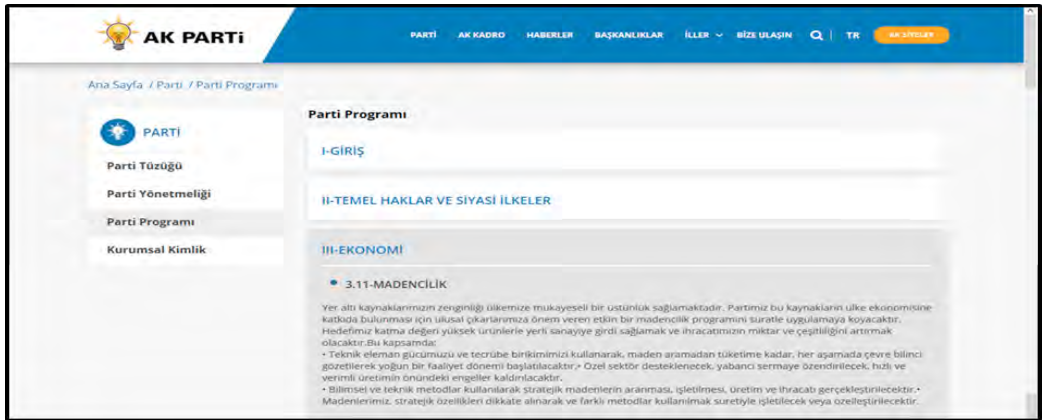 AK PARTİ
PARTİ AK KADRO HABERLER BAŞKANLIKLAR İLLER BİZE ULAŞIN TR AK SİTELER
Ana Sayfa / Parti / Parti Programı
PARTİ
Parti Tüzüğü
Parti Yönetmeliği
Parti Programı
Kurumsal Kimlik
Parti Programı
I-GİRİŞ
II-TEMEL HAKLAR VE SİYASİ İLKELER
III-EKONOMİ
• 3.11-MADENCİLİK
Yer altı kaynaklarımızın zenginliği ülkemize mukayeseli bir üstünlük sağlamaktadır. Partimiz bu kaynakların ülke ekonomisine
katkıda bulunması için ulusal çıkarlarımıza önem veren etkin bir madencilik programını süratle uygulamaya koyacaktır.
Hedefimiz katma değeri yüksek ürünlerle yerli sanayiye girdi sağlamak ve ihracatımızın miktar ve çeşitliliğini artırmak
olacaktır.Bu kapsamda;
• Teknik eleman gücümüzü ve tecrübe birikimimizi kullanarak, maden aramadan tüketime kadar, her aşamada çevre bilinci
gözetilerek yoğun bir faaliyet dönemi başlatılacaktır.• Özel sektör desteklenecek, yabancı sermaye özendirilecek, hızlı ve
verimli üretimin önündeki engeller kaldırılacaktır.
• Bilimsel ve teknik metodlar kullanılarak stratejik madenlerin aranması, işletilmesi, üretim ve ihracatı gerçekleştirilecektir.•
Madenlerimiz, stratejik özellikleri dikkate alınarak ve farklı metodlar kullanılmak suretiyle işletilecek veya özelleştirilecektir.